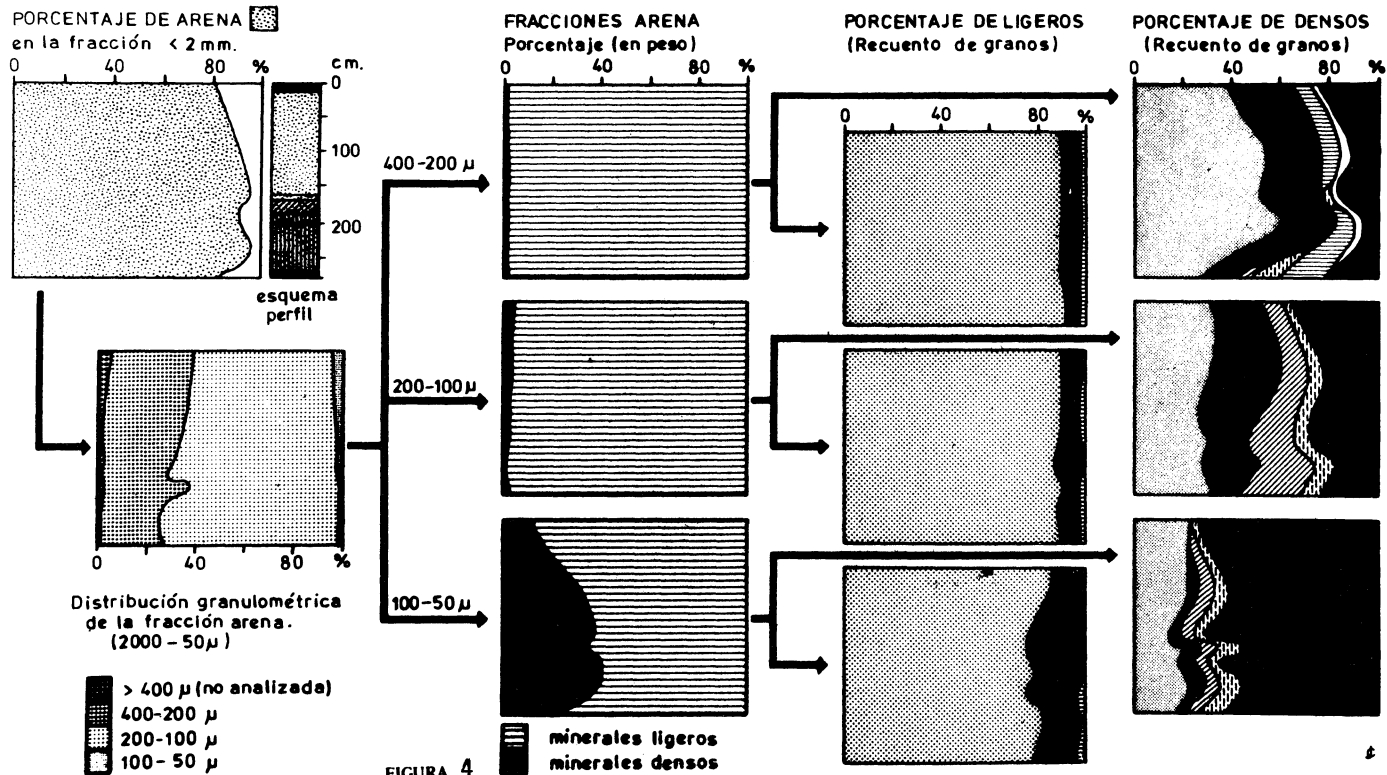 PORCENTAJE DE ARENA
en la fracción < 2 mm.
0 40 80 %
cm.
0
100
200
esquema
perfil
0 40 80 %
Distribución granulométrica
de la fracción arena.
(2000 - 50 µ)
> 400 µ (no analizada)
400-200 µ
200-100 µ
100- 50 µ
400-200 µ
200-100 µ
100-50 µ
FRACCIONES ARENA
Porcentaje (en peso)
0 40 80 %
minerales ligeros
minerales densos
FIGURA 4
PORCENTAJE DE LIGEROS
(Recuento de granos)
0 40 80 %
PORCENTAJE DE DENSOS
(Recuento de granos)
0 40 80 %